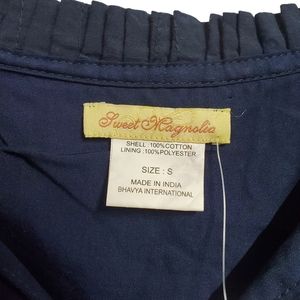 Sweet Magnolia
SHELL : 100%COTTON
LINING : 100%POLYESTER
SIZE : S
MADE IN INDIA
BHAVYA INTERNATIONAL